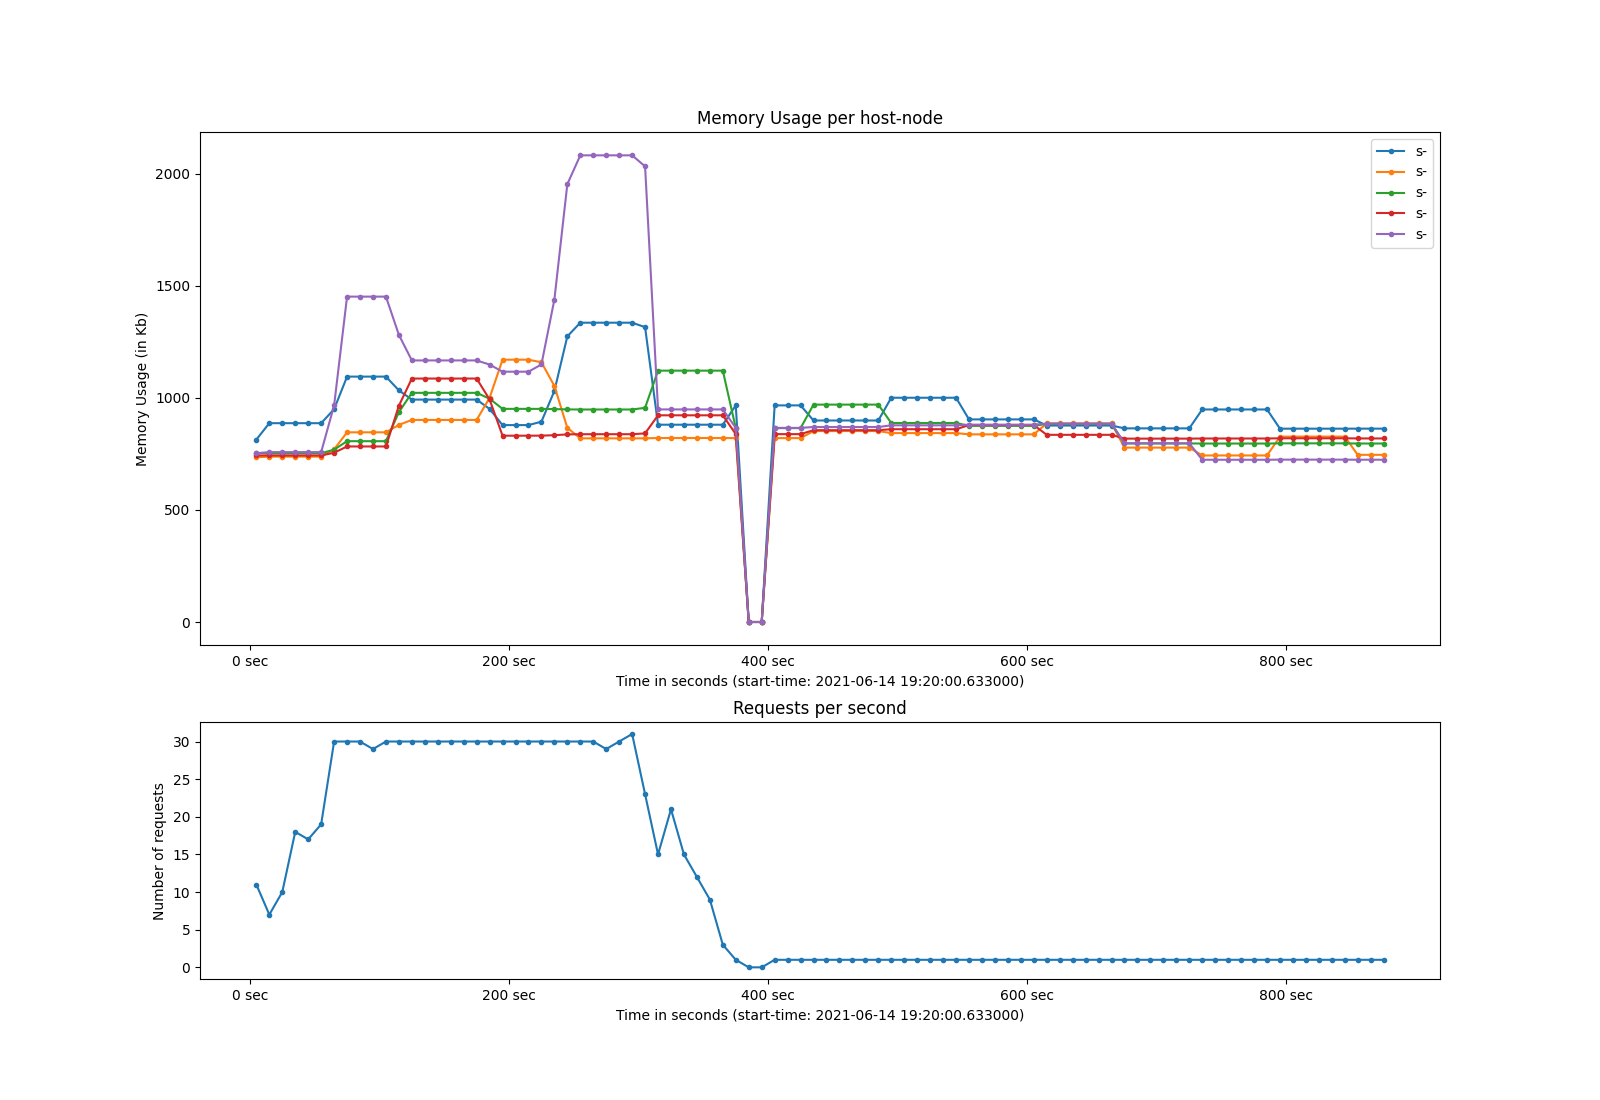 Memory Usage per host-node
s-
s-
s-
s-
s-
Memory Usage (in Kb)
2000
1500
1000
500
0
0 sec 200 sec 400 sec 600 sec 800 sec
Time in seconds (start-time: 2021-06-14 19:20:00.633000)
Requests per second
Number of requests
30
25
20
15
10
5
0
0 sec 200 sec 400 sec 600 sec 800 sec
Time in seconds (start-time: 2021-06-14 19:20:00.633000)